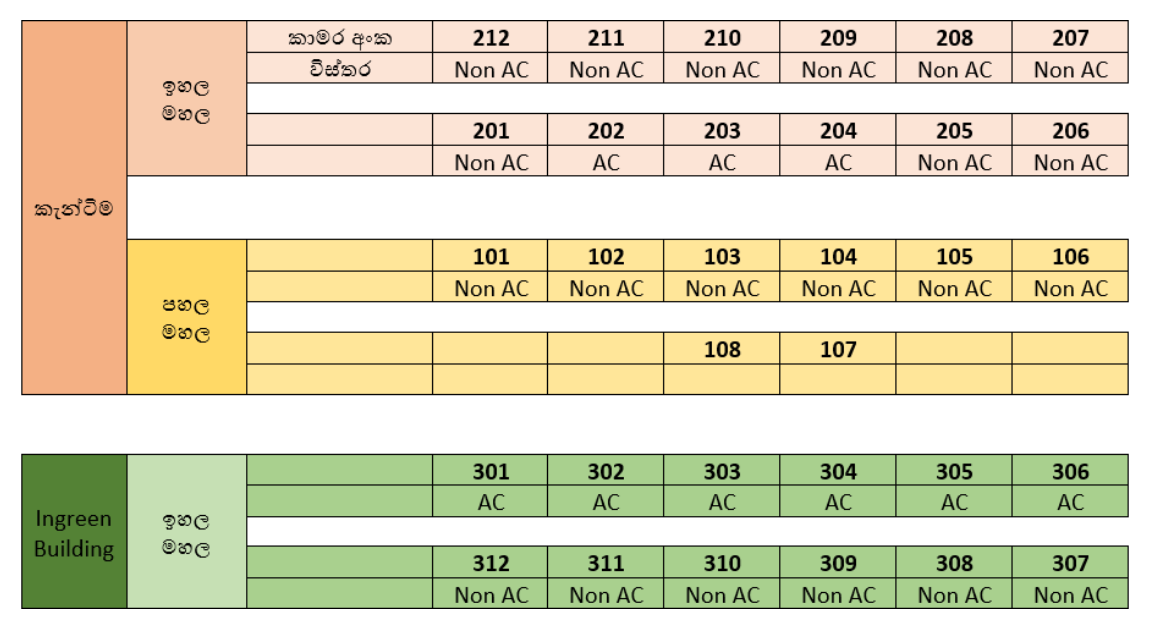 කාමර අංක 212 211 210 209 208 207
විස්තර Non AC Non AC Non AC Non AC Non AC Non AC
ඉහල
මහල
201 202 203 204 205 206
Non AC AC AC AC Non AC Non AC
කැන්ටිම
101 102 103 104 105 106
Non AC Non AC Non AC Non AC Non AC Non AC
පහල
මහල
108 107
301 302 303 304 305 306
AC AC AC AC AC AC
Ingreen
Building
ඉහල
මහල
312 311 310 309 308 307
Non AC Non AC Non AC Non AC Non AC Non AC